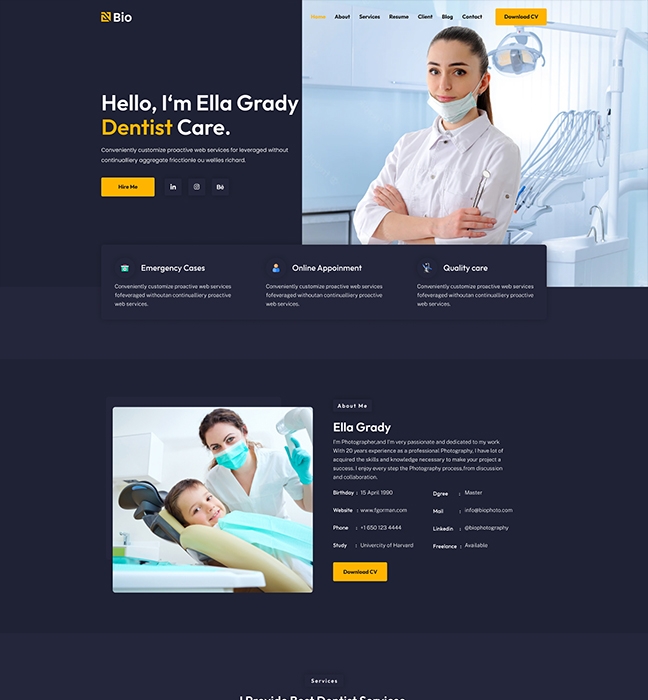 Bio
Home About Services Resume Client Blog Contact Download CV
Hello, I‘m Ella Grady
Dentist Care.
Conveniently customize proactive web services for leveraged without
continualliery aggregate fricctionle ou wellies richard.
Hire Me
in
Bē
Emergency Cases
Conveniently customize proactive web services
fofeveraged withoutan continualliery proactive
web services.
Online Appoinment
Conveniently customize proactive web services
fofeveraged withoutan continualliery proactive
web services.
Quality care
Conveniently customize proactive web services
fofeveraged withoutan continualliery proactive
web services.
About Me
Ella Grady
I'm Photographer,and I'm very passionate and dedicated to my work
With 20 years experience as a professional Photography, I have lot of
acquired the skills and knowledge necessary to make your project a
success. I enjoy every step the Photography process,from discussion
and collaboration.
Birthday : 15 April 1990
Dgree : Master
Website : www.fgorman.com
Mail : info@biophoto.com
Phone : +1 650 123 4444
Linkedin : @biophotography
Study : Univercity of Harvard
Freelance : Available
Download CV
Services
I Provide Best Dentist Services